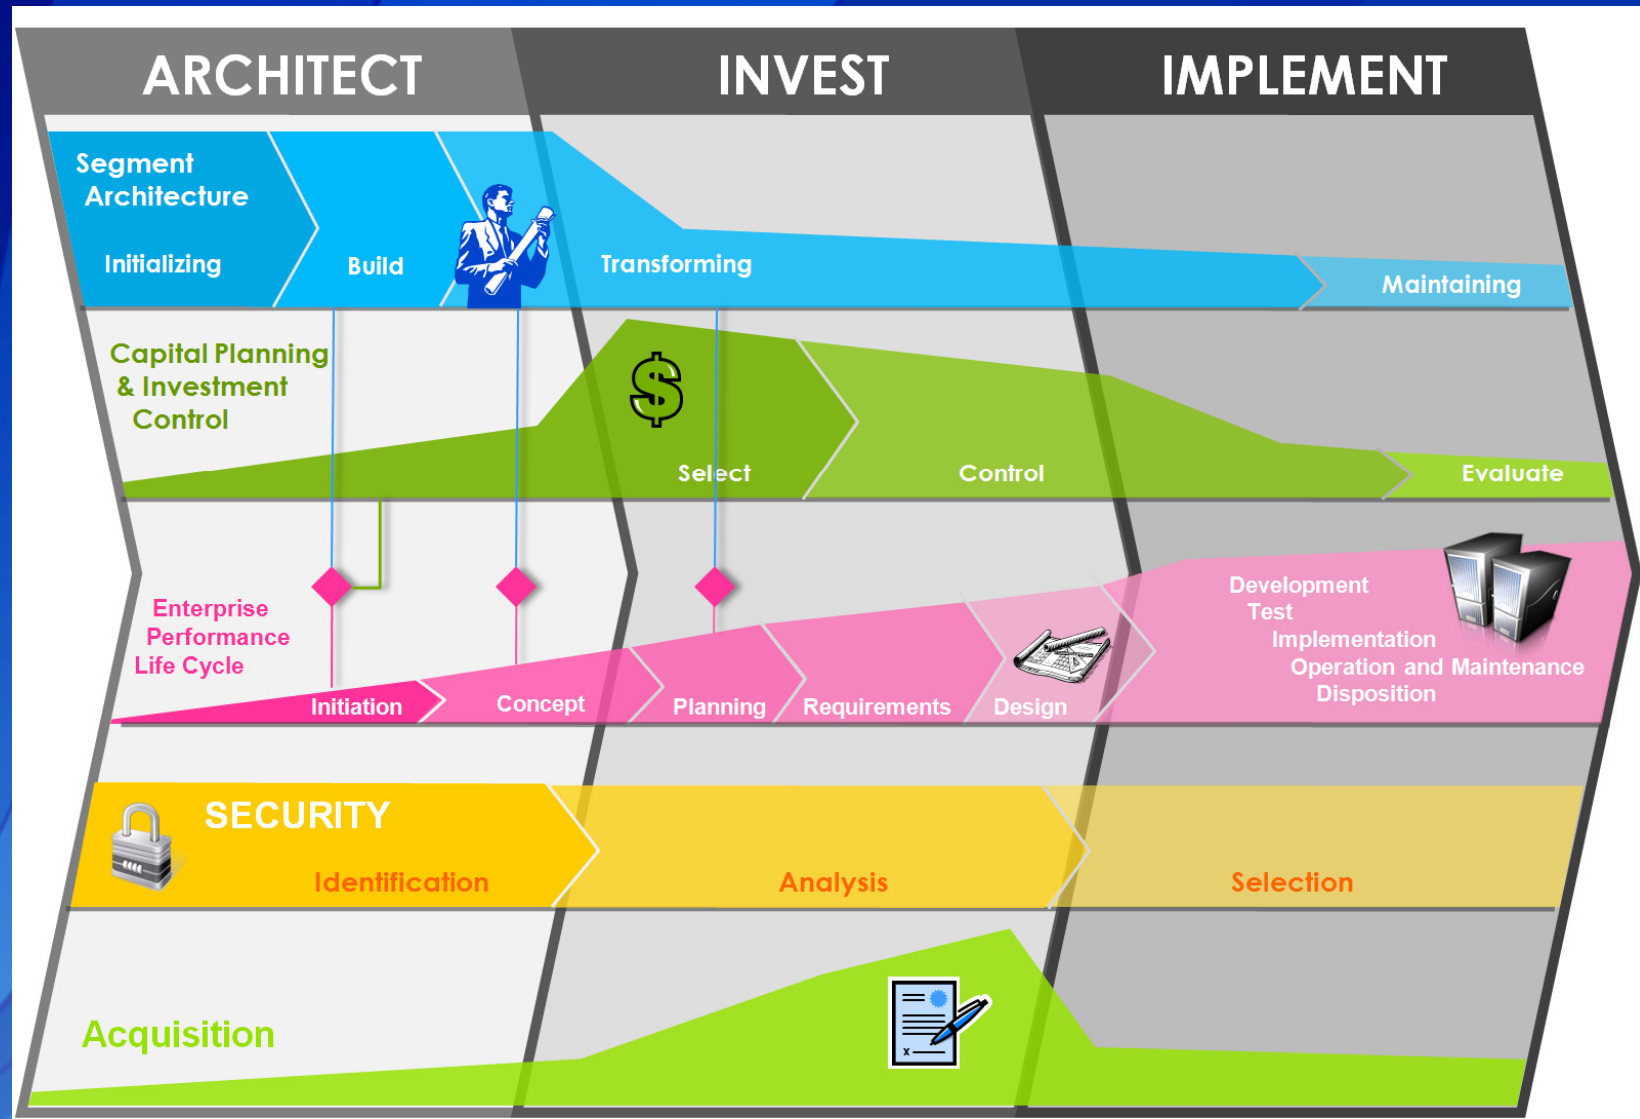 ARCHITECT
INVEST
IMPLEMENT
Segment
Architecture
Initializing
Build
Transforming
Maintaining
Capital Planning
& Investment
Control
Select
Control
Evaluate
Enterprise
Performance
Life Cycle
Initiation
Concept
Planning
Requirements
Design
Development
Test
Implementation
Operation and Maintenance
Disposition
SECURITY
Identification
Analysis
Selection
Acquisition
x